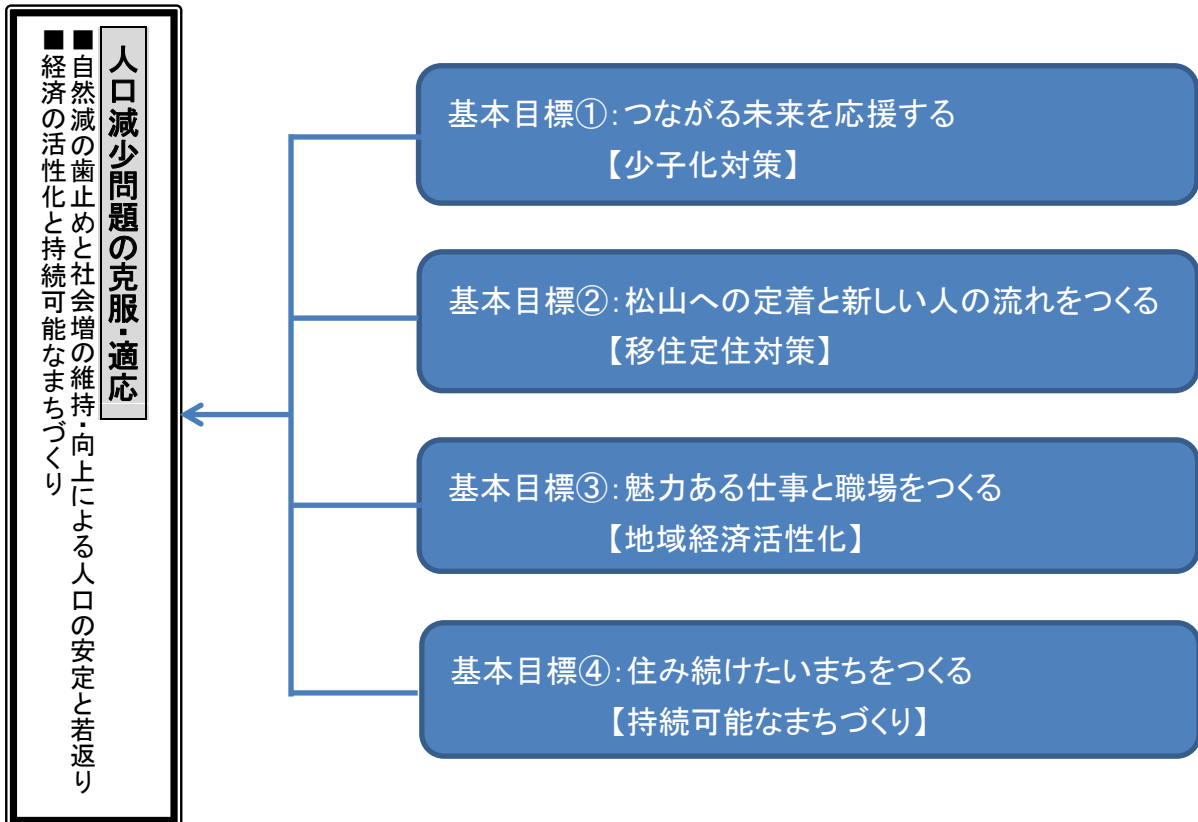 人口減少問題の克服・適応
■自然減の歯止めと社会増の維持・向上による人口の安定と若返り
■経済の活性化と持続可能なまちづくり
基本目標①：つながる未来を応援する
【少子化対策】
基本目標②：松山への定着と新しい人の流れをつくる
【移住定住対策】
基本目標③：魅力ある仕事と職場をつくる
【地域経済活性化】
基本目標④：住み続けたいまちをつくる
【持続可能なまちづくり】